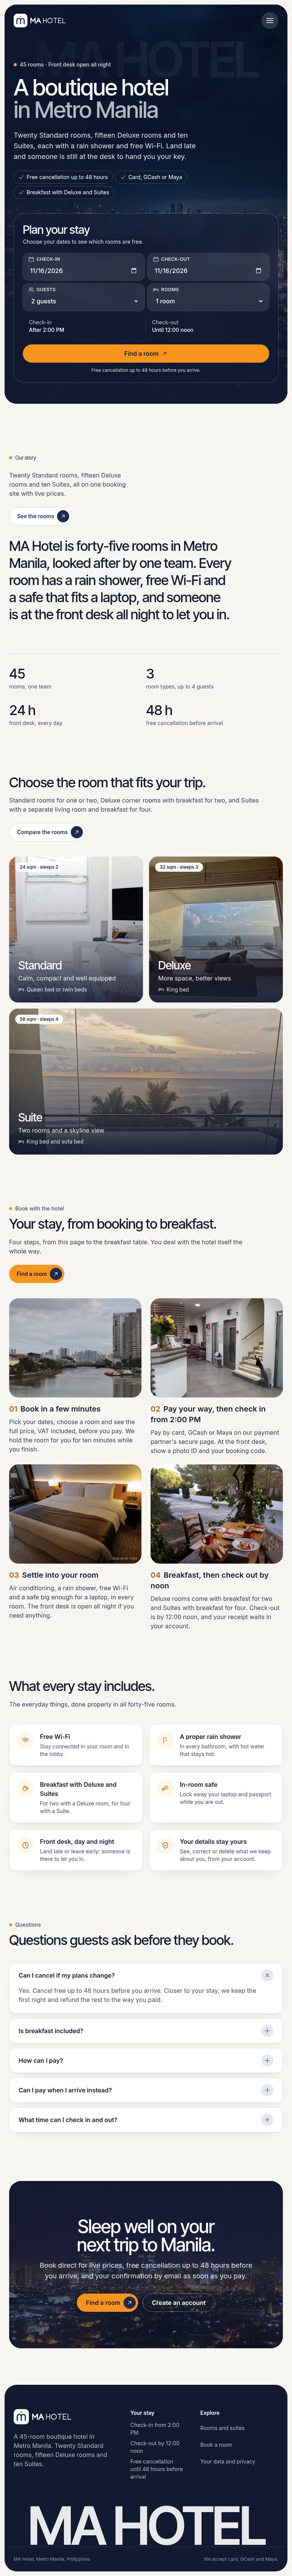 MA HOTEL
45 rooms · Front desk open all night
A boutique hotel
in Metro Manila
Twenty Standard rooms, fifteen Deluxe rooms and ten
Suites, each with a rain shower and free Wi-Fi. Land late
and someone is still at the desk to hand you your key.
Free cancellation up to 48 hours
Card, GCash or Maya
Breakfast with Deluxe and Suites
Plan your stay
Choose your dates to see which rooms are free.
CHECK-IN
11/16/2026
CHECK-OUT
11/18/2026
GUESTS
2 guests
ROOMS
1 room
Check-in
After 2:00 PM
Check-out
Until 12:00 noon
Find a room
Free cancellation up to 48 hours before you arrive.
Our story
Twenty Standard rooms, fifteen Deluxe
rooms and ten Suites, all on one booking
site with live prices.
See the rooms
MA Hotel is forty-five rooms in Metro
Manila, looked after by one team. Every
room has a rain shower, free Wi-Fi and
a safe that fits a laptop, and someone
is at the front desk all night to let you in.
45
rooms, one team
3
room types, up to 4 guests
24 h
front desk, every day
48 h
free cancellation before arrival
Choose the room that fits your trip.
Standard rooms for one or two, Deluxe corner rooms with breakfast for two, and Suites
with a separate living room and breakfast for four.
Compare the rooms
24 sqm · sleeps 2
Standard
Calm, compact and well equipped
Queen bed or twin beds
32 sqm · sleeps 3
Deluxe
More space, better views
King bed
58 sqm · sleeps 4
Suite
Two rooms and a skyline view
King bed and sofa bed
Book with the hotel
Your stay, from booking to breakfast.
Four steps, from this page to the breakfast table. You deal with the hotel itself the
whole way.
Find a room
01 Book in a few minutes
Pick your dates, choose a room and see the
full price, VAT included, before you pay. We
hold the room for you for ten minutes while
you finish.
02 Pay your way, then check in
from 2:00 PM
Pay by card, GCash or Maya on our payment
partner's secure page. At the front desk,
show a photo ID and your booking code.
03 Settle into your room
Air conditioning, a rain shower, free Wi-Fi
and a safe big enough for a laptop, in every
room. The front desk is open all night if you
need anything.
04 Breakfast, then check out by
noon
Deluxe rooms come with breakfast for two
and Suites with breakfast for four. Check-out
is by 12:00 noon, and your receipt waits in
your account.
What every stay includes.
The everyday things, done properly in all forty-five rooms.
Free Wi-Fi
Stay connected in your room and in
the lobby.
A proper rain shower
In every bathroom, with hot water
that stays hot.
Breakfast with Deluxe and
Suites
For two with a Deluxe room, for four
with a Suite.
In-room safe
Lock away your laptop and passport
while you are out.
Front desk, day and night
Land late or leave early: someone is
there to let you in.
Your details stay yours
See, correct or delete what we keep
about you, from your account.
Questions
Questions guests ask before they book.
Can I cancel if my plans change?
Yes. Cancel free up to 48 hours before you arrive. Closer to your stay, we keep the
first night and refund the rest to the way you paid.
Is breakfast included?
How can I pay?
Can I pay when I arrive instead?
What time can I check in and out?
Sleep well on your
next trip to Manila.
Book direct for live prices, free cancellation up to 48 hours before
you arrive, and your confirmation by email as soon as you pay.
Find a room
Create an account
MA HOTEL
A 45-room boutique hotel in
Metro Manila. Twenty Standard
rooms, fifteen Deluxe rooms and
ten Suites.
Your stay
Check-in from 2:00
PM
Check-out by 12:00
noon
Free cancellation
until 48 hours before
arrival
Explore
Rooms and suites
Book a room
Your data and privacy
MA HOTEL
MA Hotel, Metro Manila, Philippines
We accept card, GCash and Maya.